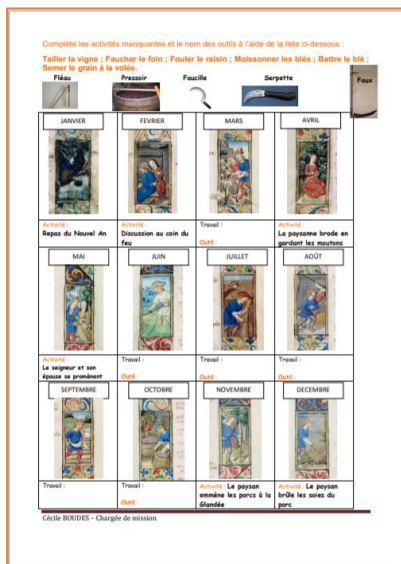 Complète les activités manquantes et le nom des outils à l'aide de la liste ci-dessous :
Tailler la vigne ; Faucher le foin ; Fouler le raisin ; Moissonner les blés ; Battre le blé ;
Semer le grain à la volée.
Fléau Pressoir Faucille Serpette Faux
JANVIER FEVRIER MARS AVRIL
Activité : Activité : Travail : Activité :
Repas du Nouvel An Discussion au coin du La paysanne brode en
feu Outil : gardant les moutons
MAI JUIN JUILLET AOÛT
Activité : Travail : Travail : Travail :
Le seigneur et son
épouse se promènent Outil : Outil : Outil :
SEPTEMBRE OCTOBRE NOVEMBRE DECEMBRE
Travail : Travail : Activité : Le paysan Activité : Le paysan
emmène les porcs à la brûle les soies du
Outil : Glandée porc
Cécile BOUDES – Chargée de mission